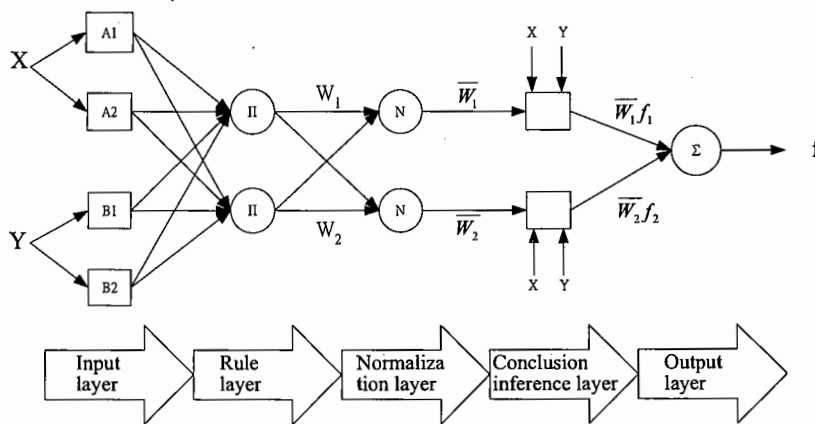 X
Y
A1
A2
B1
B2
Π
Π
W₁
W₂
N
N
W̅₁
W̅₂
X Y
X Y
W̅₁f₁
W̅₂f₂
Σ
f
Input
layer
Rule
layer
Normaliza
tion layer
Conclusion
inference layer
Output
layer